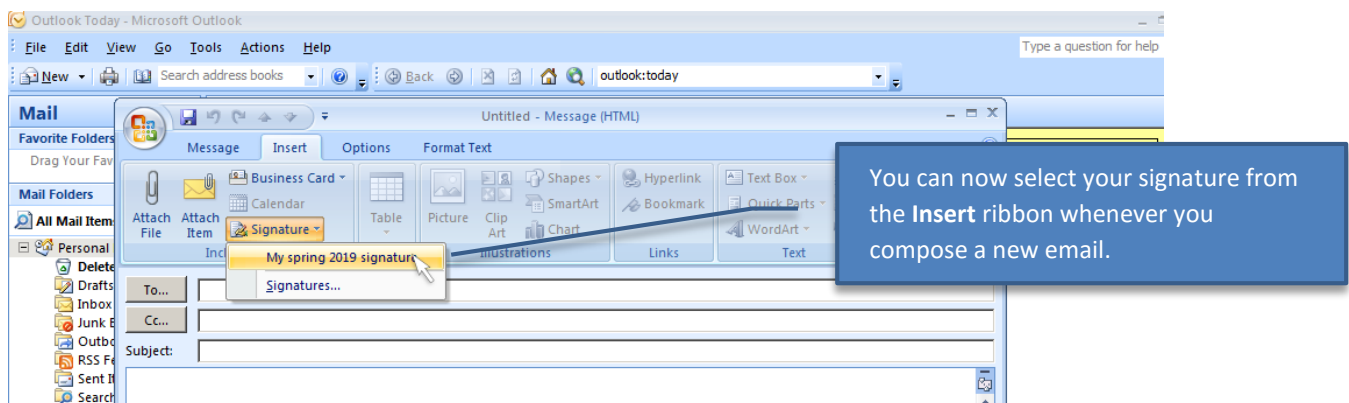 Outlook Today - Microsoft Outlook
File Edit View Go Tools Actions Help
Type a question for help
New Search address books Back outlook:today
Mail
Untitled - Message (HTML)
Favorite Folders
Message Insert Options Format Text
Drag Your Fav
Business Card Shapes Hyperlink Text Box
Mail Folders
Calendar SmartArt Bookmark Quick Parts
All Mail Item
Attach File Attach Item Signature Table Picture Clip Art Chart WordArt
Personal
Incl Illustrations Links Text
You can now select your signature from
the Insert ribbon whenever you
compose a new email.
My spring 2019 signature
Signatures...
Delete
Drafts
Inbox
Junk E
Outbo
RSS Fe
Sent It
Search
To...
Cc...
Subject: